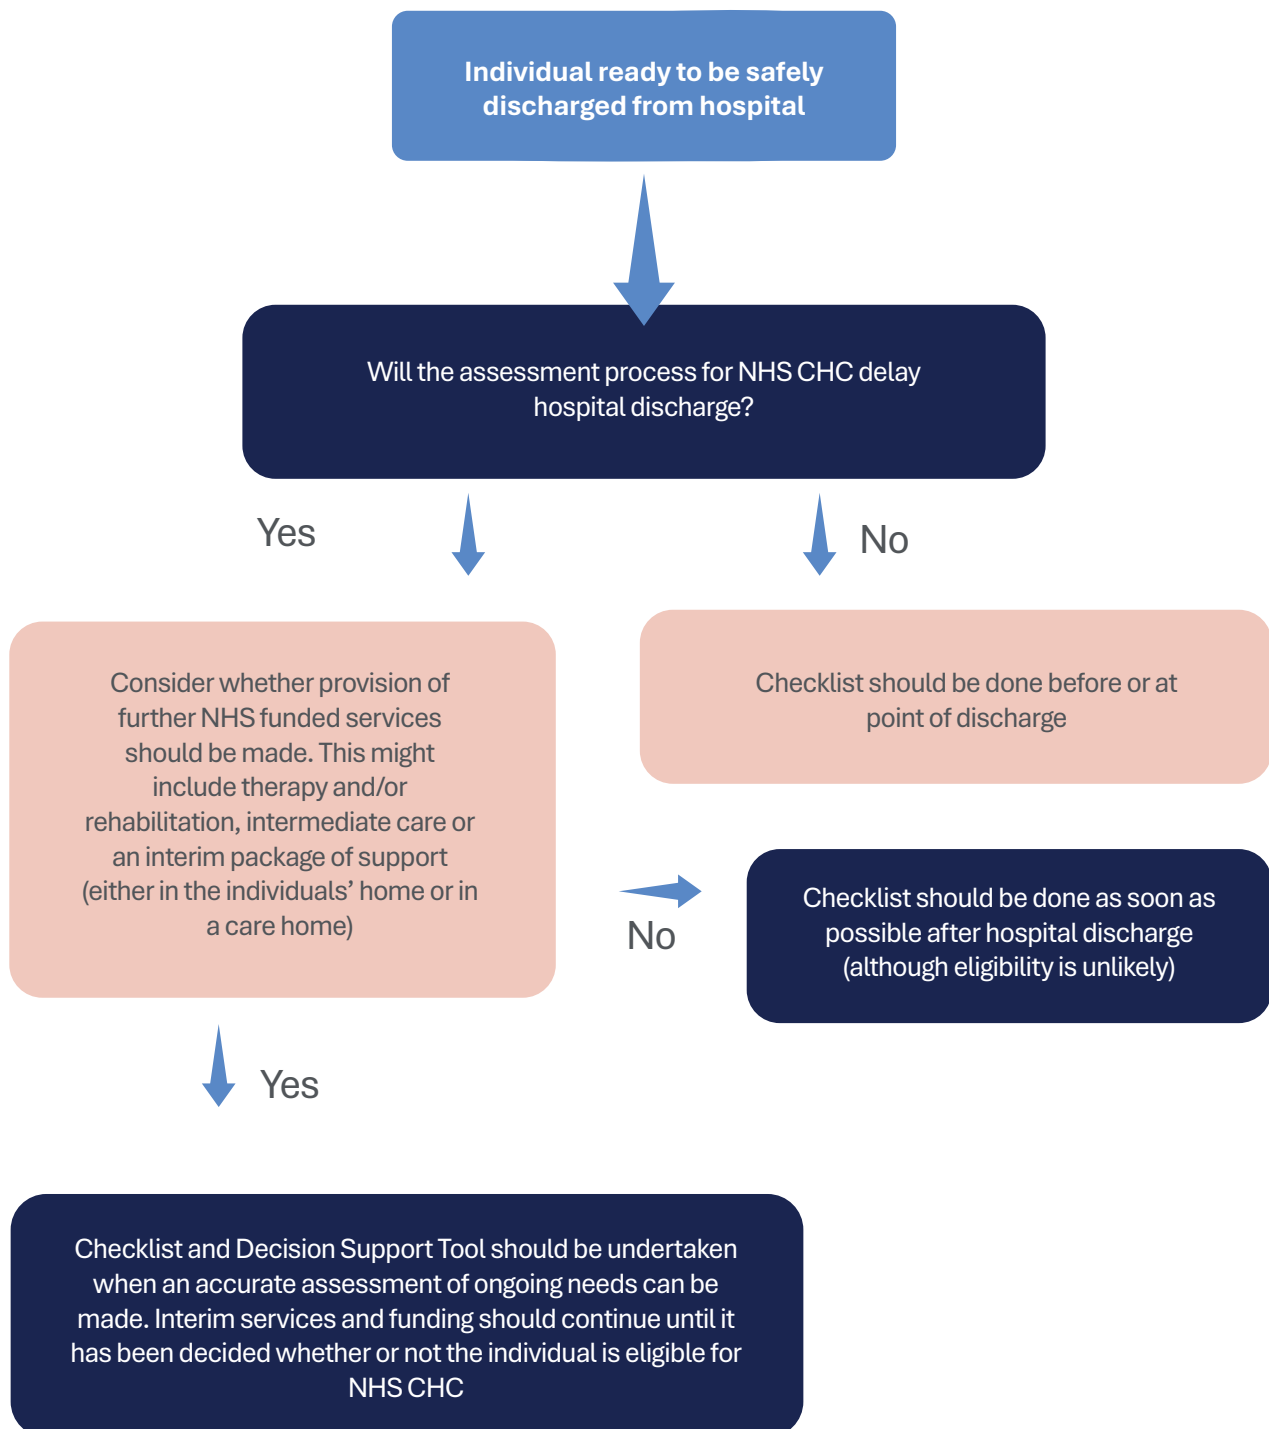 Individual ready to be safely
discharged from hospital
Will the assessment process for NHS CHC delay
hospital discharge?
Yes
No
Consider whether provision of
further NHS funded services
should be made. This might
include therapy and/or
rehabilitation, intermediate care or
an interim package of support
(either in the individuals’ home or in
a care home)
Checklist should be done before or at
point of discharge
No
Checklist should be done as soon as
possible after hospital discharge
(although eligibility is unlikely)
Yes
Checklist and Decision Support Tool should be undertaken
when an accurate assessment of ongoing needs can be
made. Interim services and funding should continue until it
has been decided whether or not the individual is eligible for
NHS CHC